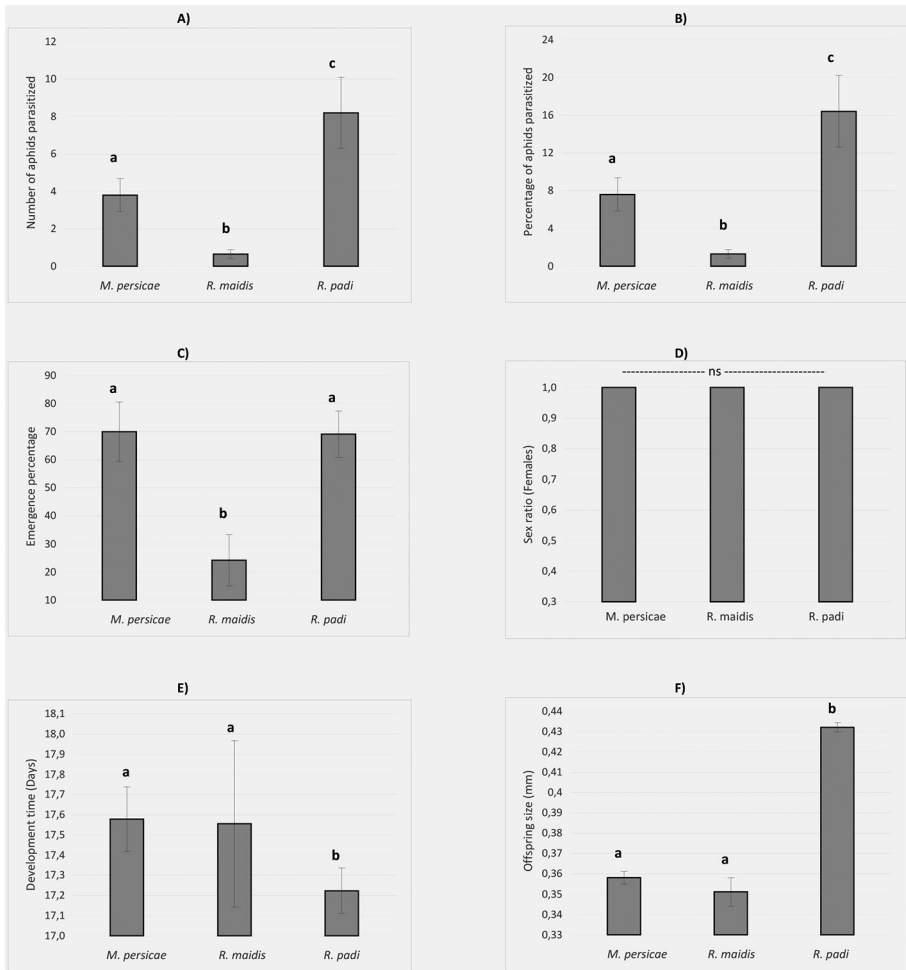 A)
Number of aphids parasitized
12
10
8
6
4
2
0
a
b
c
M. persicae R. maidis R. padi
B)
Percentage of aphids parasitized
24
20
16
12
8
4
0
a
b
c
M. persicae R. maidis R. padi
C)
Emergence percentage
90
80
70
60
50
40
30
20
10
a
b
a
M. persicae R. maidis R. padi
D)
Sex ratio (Females)
ns
1,0
0,9
0,8
0,7
0,6
0,5
0,4
0,3
M. persicae R. maidis R. padi
E)
Development time (Days)
18,1
18,0
17,9
17,8
17,7
17,6
17,5
17,4
17,3
17,2
17,1
17,0
a
a
b
M. persicae R. maidis R. padi
F)
Offspring size (mm)
0,44
0,43
0,42
0,41
0,4
0,39
0,38
0,37
0,36
0,35
0,34
0,33
a
a
b
M. persicae R. maidis R. padi